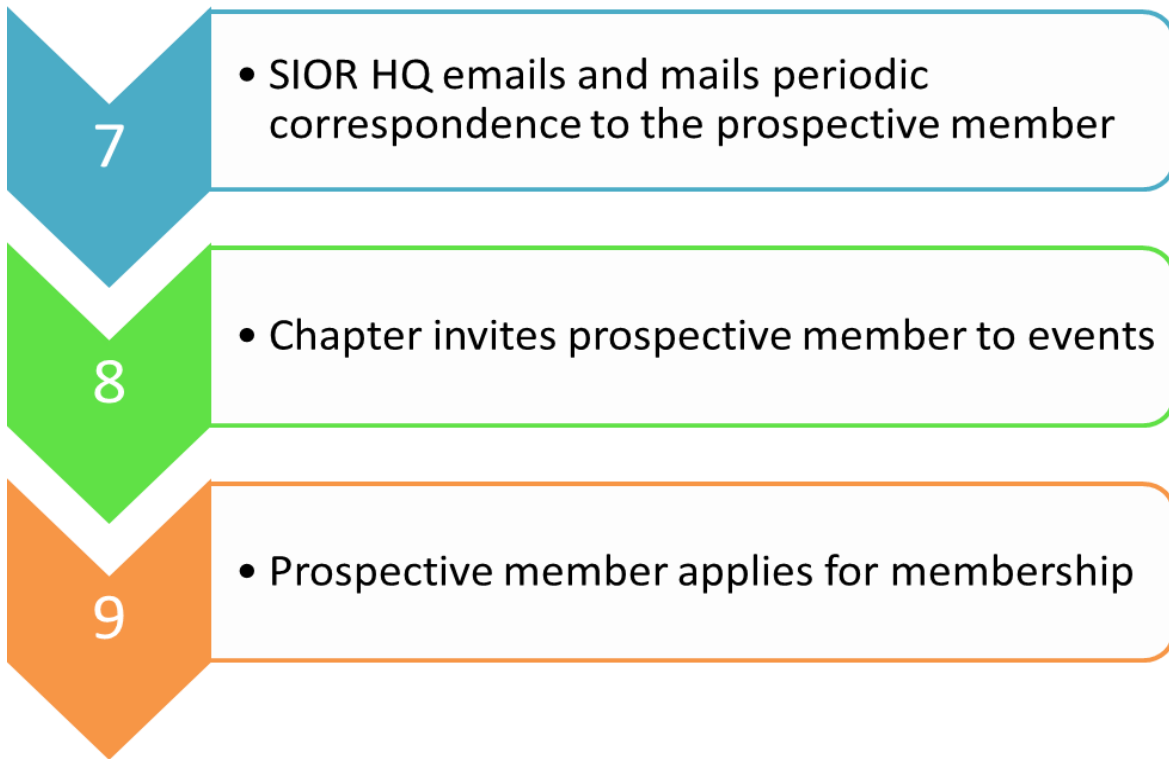 7
• SIOR HQ emails and mails periodic
correspondence to the prospective member
8
• Chapter invites prospective member to events
9
• Prospective member applies for membership